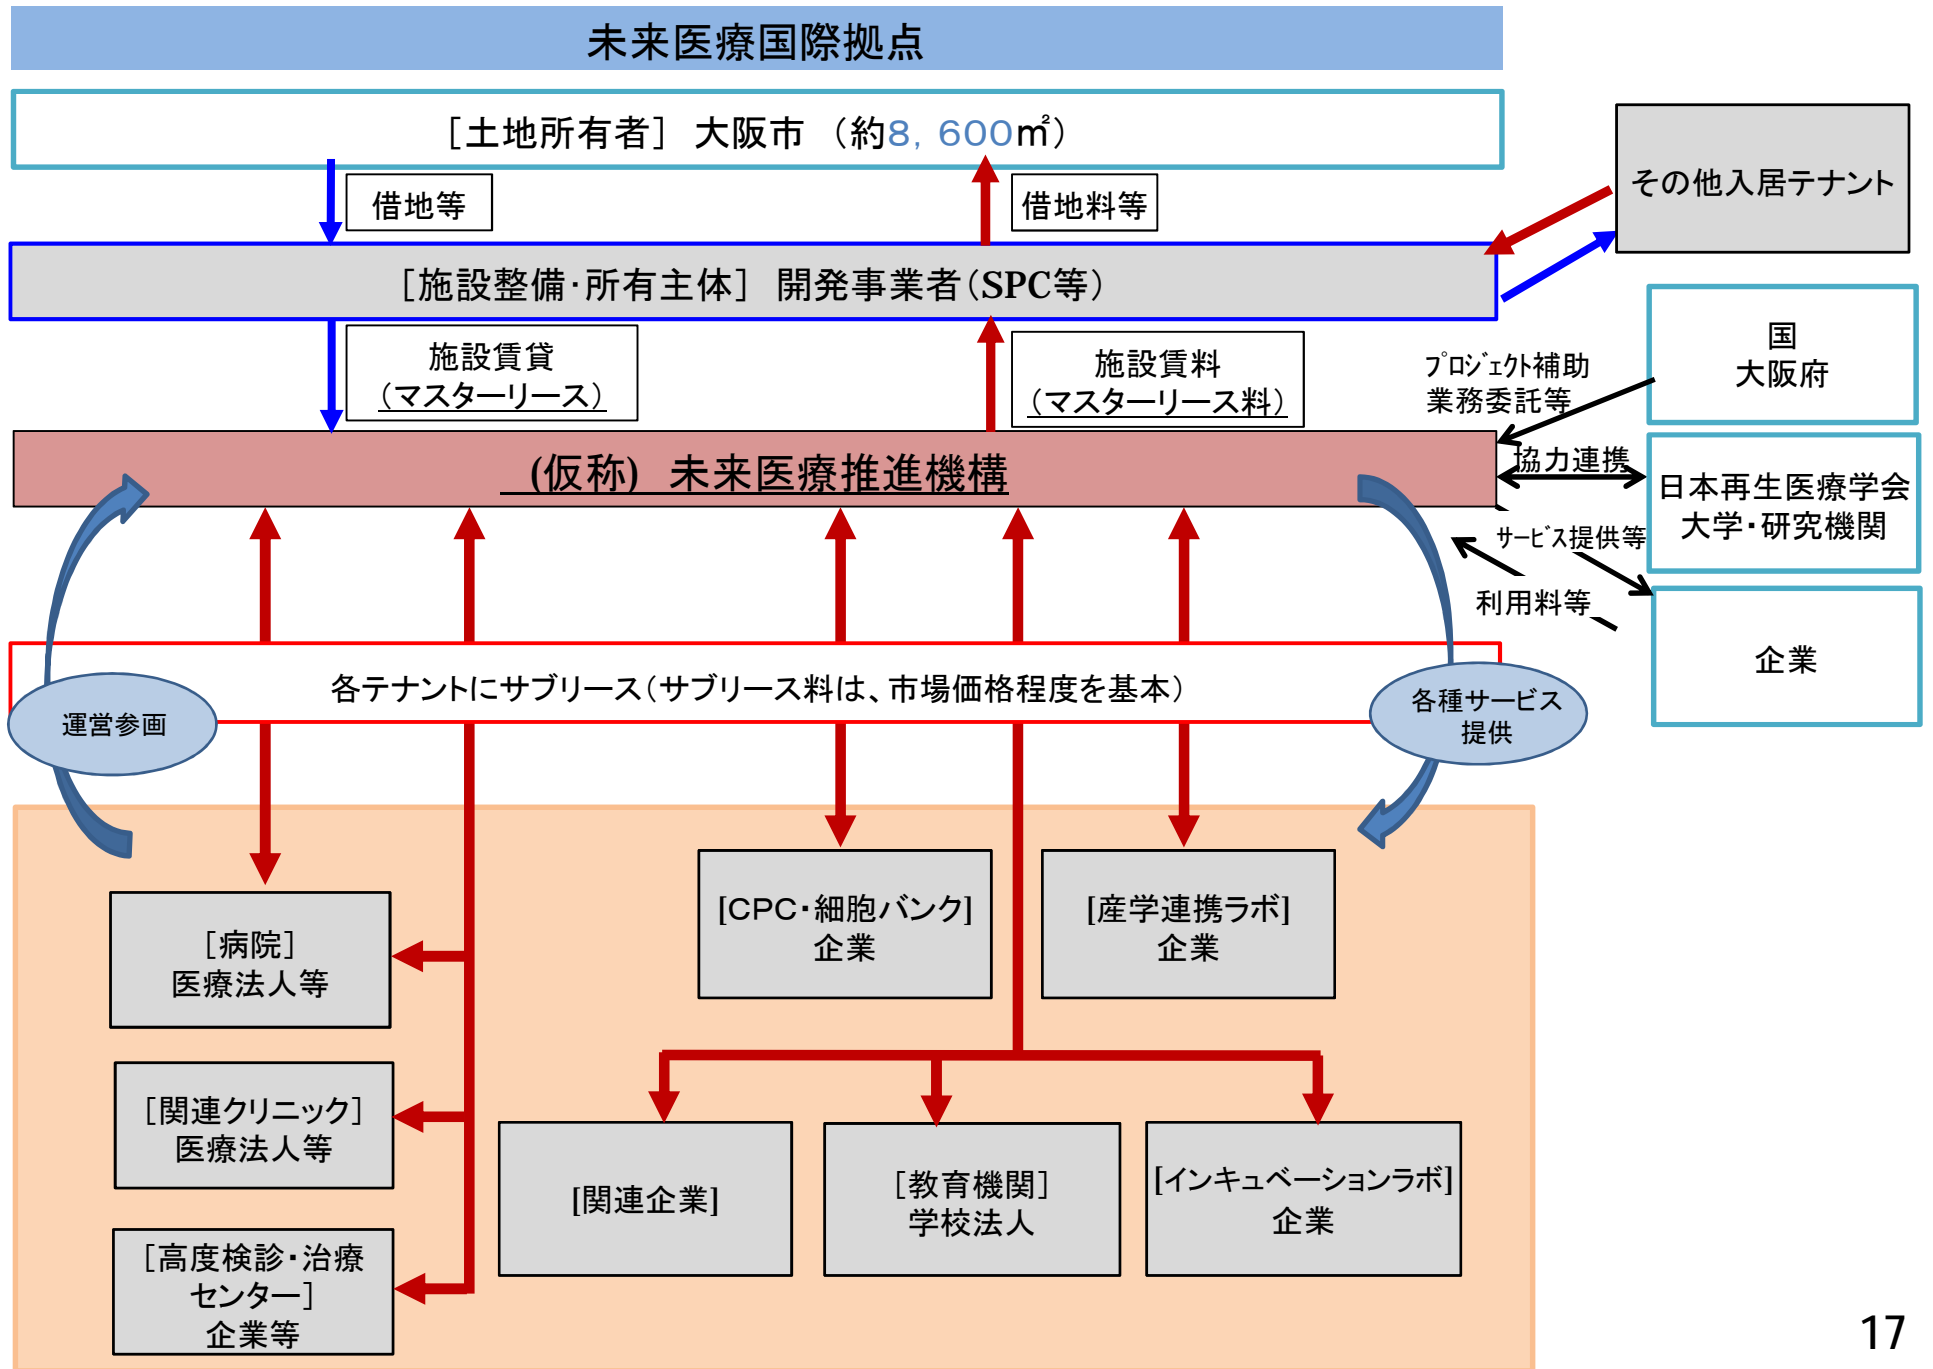 未来医療国際拠点
［土地所有者］ 大阪市 （約８，６００㎡）
借地等
借地料等
その他入居テナント
［施設整備・所有主体］ 開発事業者（SPC等）
施設賃貸
（マスターリース）
施設賃料
（マスターリース料）
国
大阪府
ﾌﾟﾛｼﾞｪｸﾄ補助
業務委託等
(仮称) 未来医療推進機構
協力連携
日本再生医療学会
大学・研究機関
ｻｰﾋﾞｽ提供等
利用料等
企業
各テナントにサブリース（サブリース料は、市場価格程度を基本）
運営参画
各種サービス
提供
［病院］
医療法人等
[ＣＰＣ・細胞バンク]
企業
[産学連携ラボ]
企業
［関連クリニック］
医療法人等
[関連企業]
［教育機関］
学校法人
[インキュベーションラボ]
企業
［高度検診・治療
センター］
企業等
17